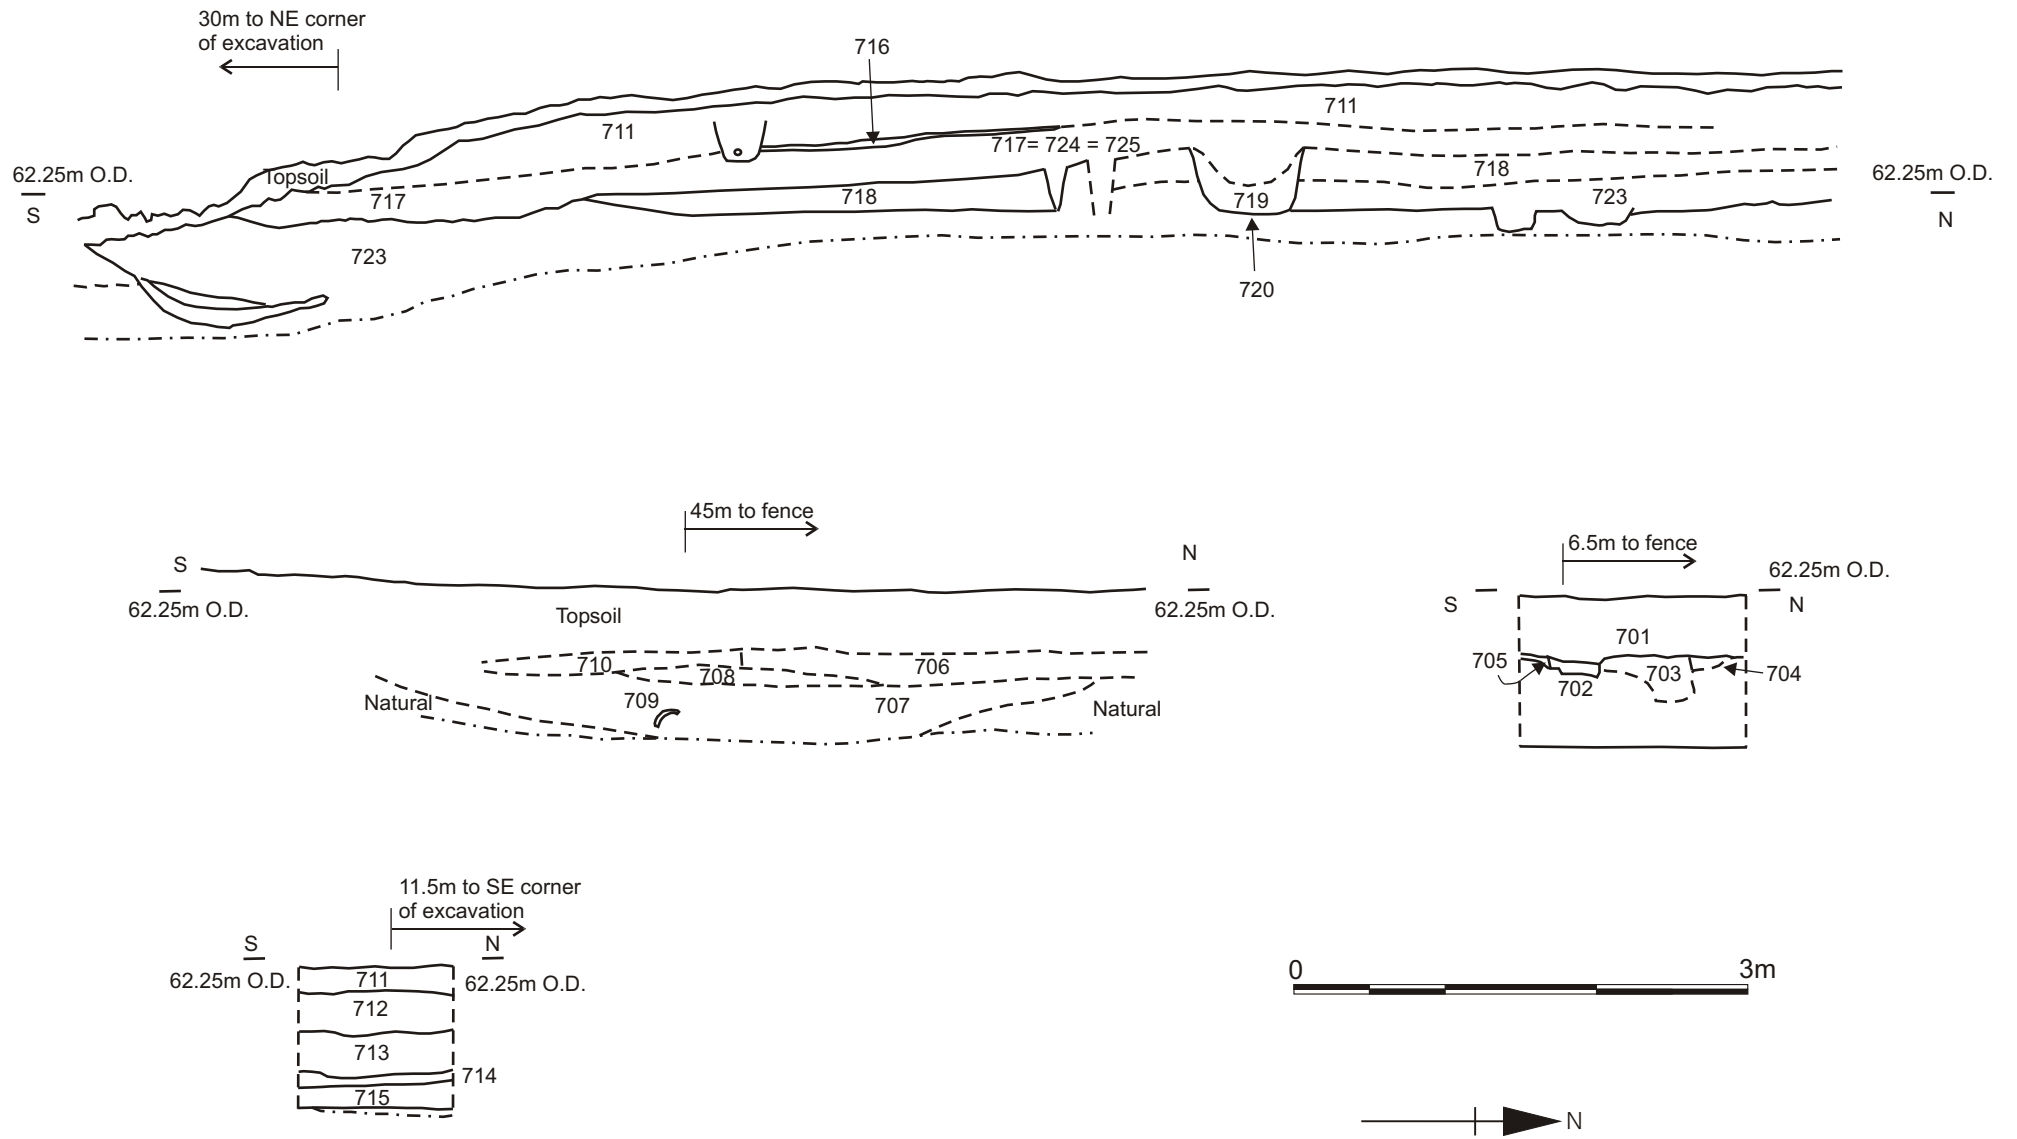 30m to NE corner
of excavation
716
711
711
717= 724 = 725
62.25m O.D.
Topsoil
718
62.25m O.D.
S
717
718
719
723
N
723
720
45m to fence
S
N
62.25m O.D.
62.25m O.D.
Topsoil
710
708
706
709
707
Natural
Natural
6.5m to fence
62.25m O.D.
S
N
701
705
703
704
702
11.5m to SE corner
of excavation
S
N
62.25m O.D.
62.25m O.D.
711
712
713
714
715
0
3m
N